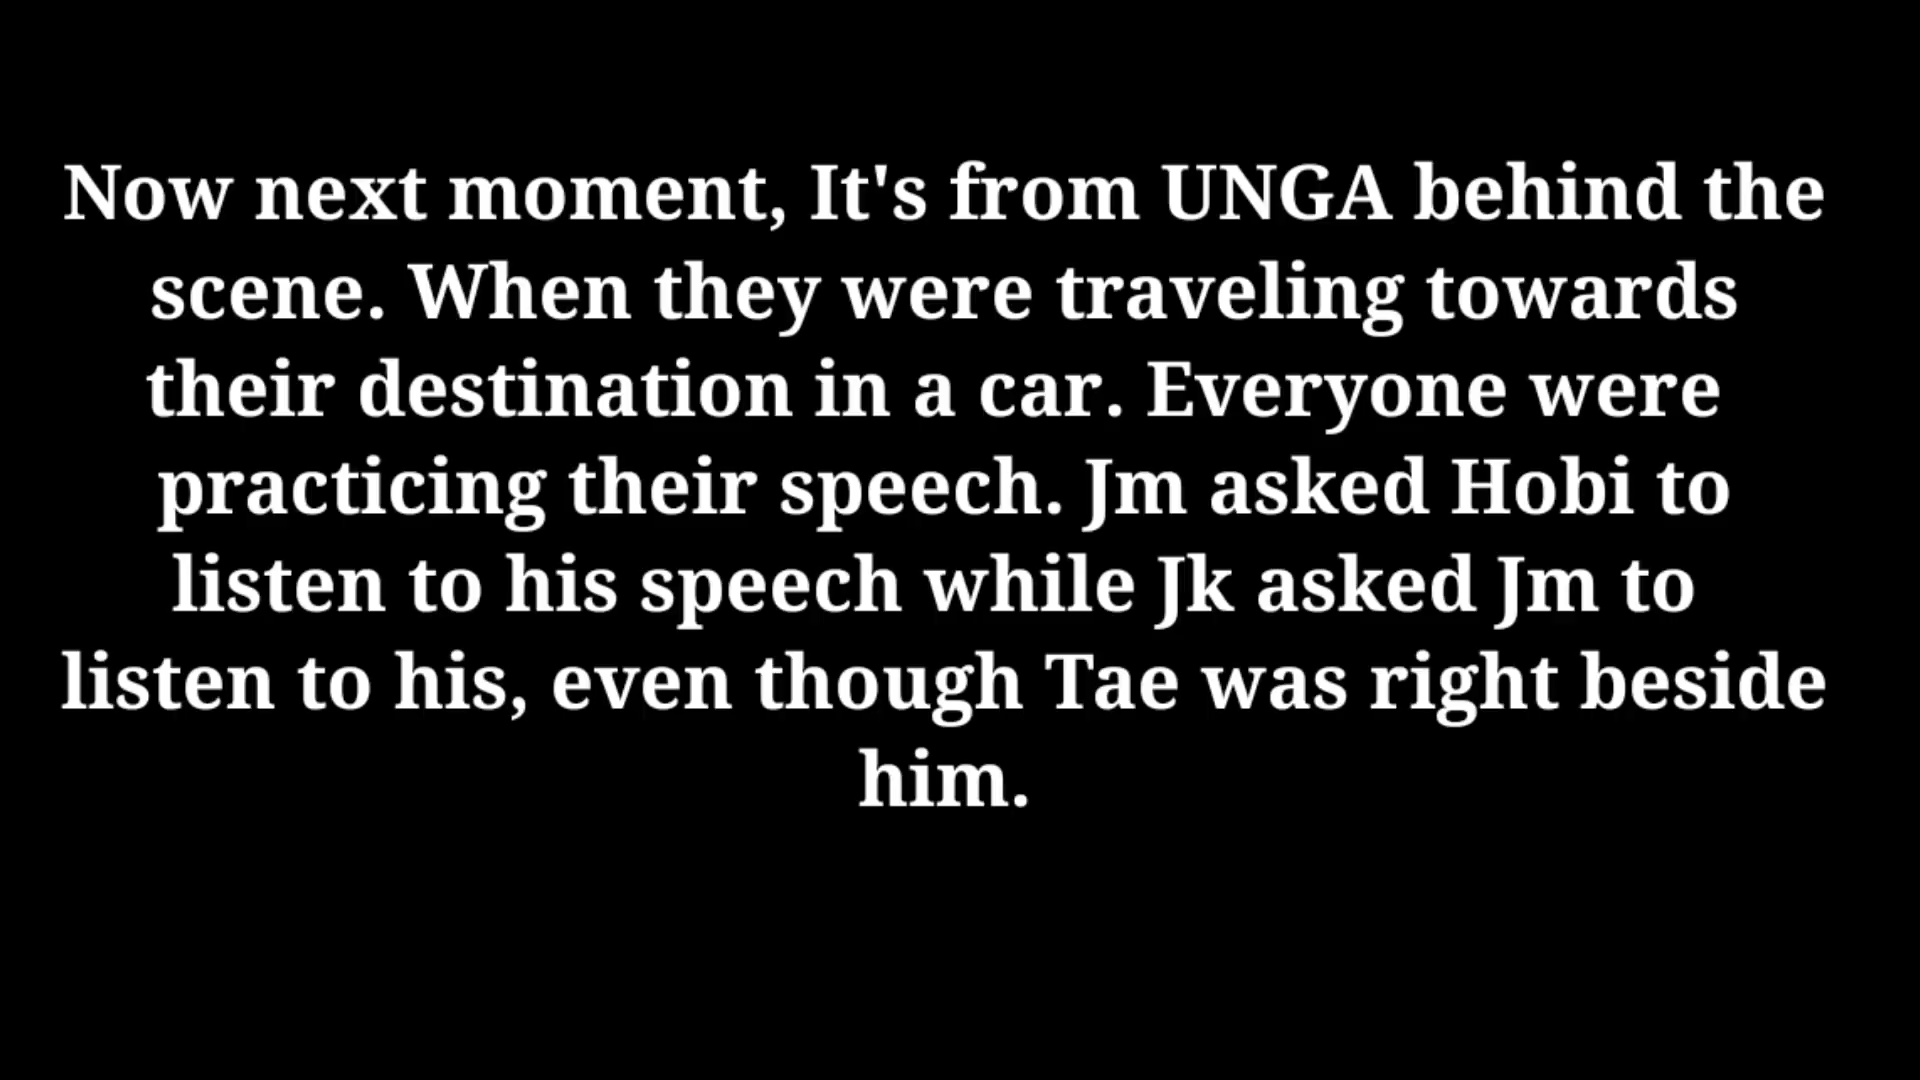 Now next moment, It's from UNGA behind the
scene. When they were traveling towards
their destination in a car. Everyone were
practicing their speech. Jm asked Hobi to
listen to his speech while Jk asked Jm to
listen to his, even though Tae was right beside
him.